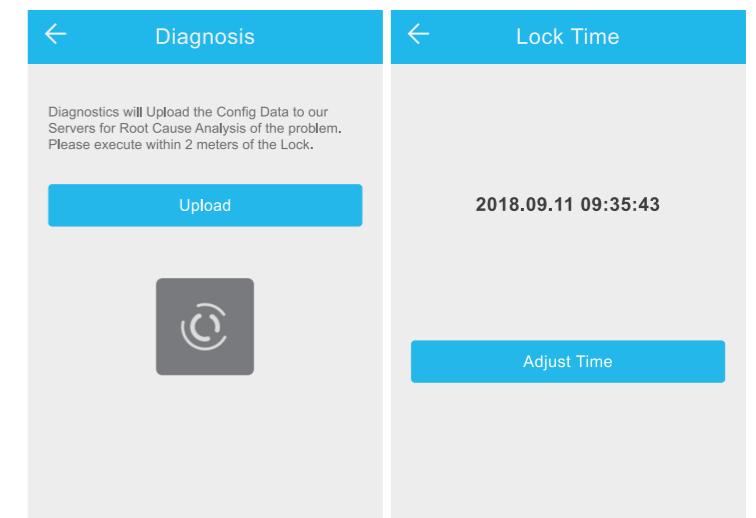 Diagnosis
Diagnostics will Upload the Config Data to our
Servers for Root Cause Analysis of the problem.
Please execute within 2 meters of the Lock.
Upload
Lock Time
2018.09.11 09:35:43
Adjust Time